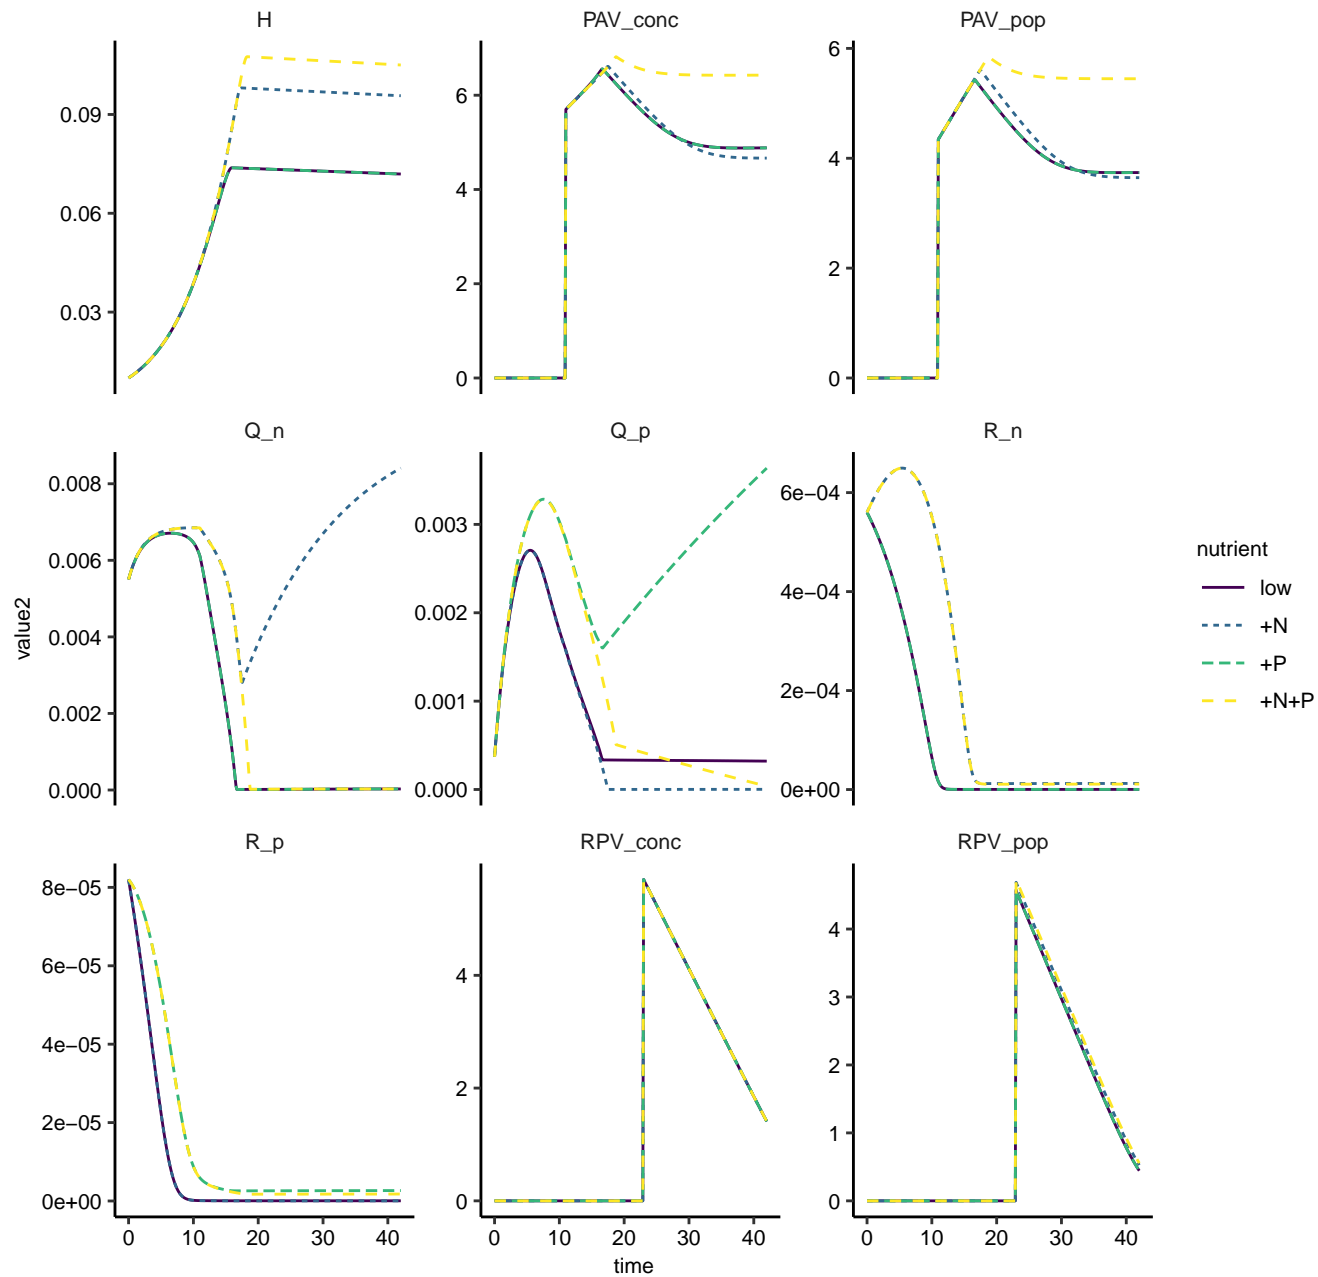 H
PAV_conc
PAV_pop
0.09
0.06
0.03
6
4
2
0
6
4
2
0
Q_n
Q_p
R_n
0.008
0.006
0.004
0.002
0.000
0.003
0.002
0.001
0.000
6e−04
4e−04
2e−04
0e+00
R_p
RPV_conc
RPV_pop
8e−05
6e−05
4e−05
2e−05
0e+00
4
2
0
4
3
2
1
0
0 10 20 30 40
0 10 20 30 40
0 10 20 30 40
time
value2
nutrient
low
+N
+P
+N+P